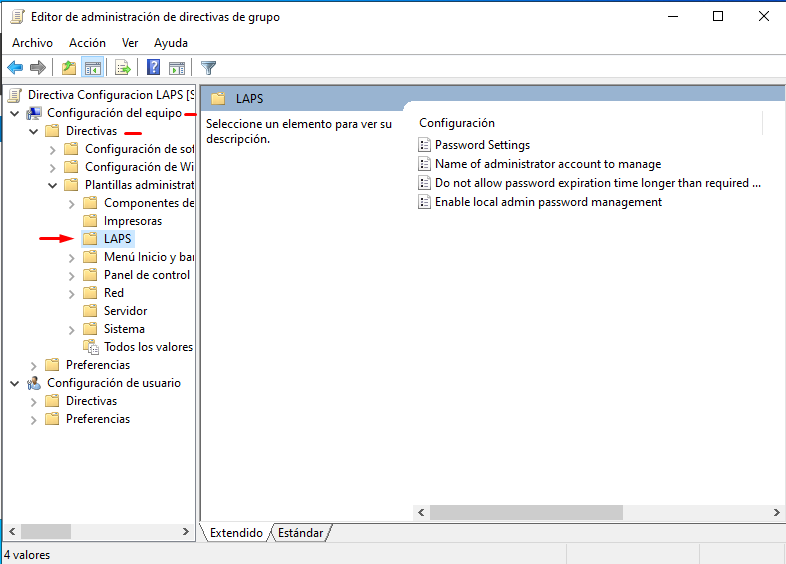 Editor de administración de directivas de grupo
Archivo Acción Ver Ayuda
Directiva Configuracion LAPS [S
Configuración del equipo
Directivas
Configuración de sof
Configuración de Wi
Plantillas administrat
Componentes de
Impresoras
LAPS
Menú Inicio y bar
Panel de control
Red
Servidor
Sistema
Todos los valores
Preferencias
Configuración de usuario
Directivas
Preferencias
LAPS
Seleccione un elemento para ver su
descripción.
Configuración
Password Settings
Name of administrator account to manage
Do not allow password expiration time longer than required ...
Enable local admin password management
Extendido Estándar
4 valores